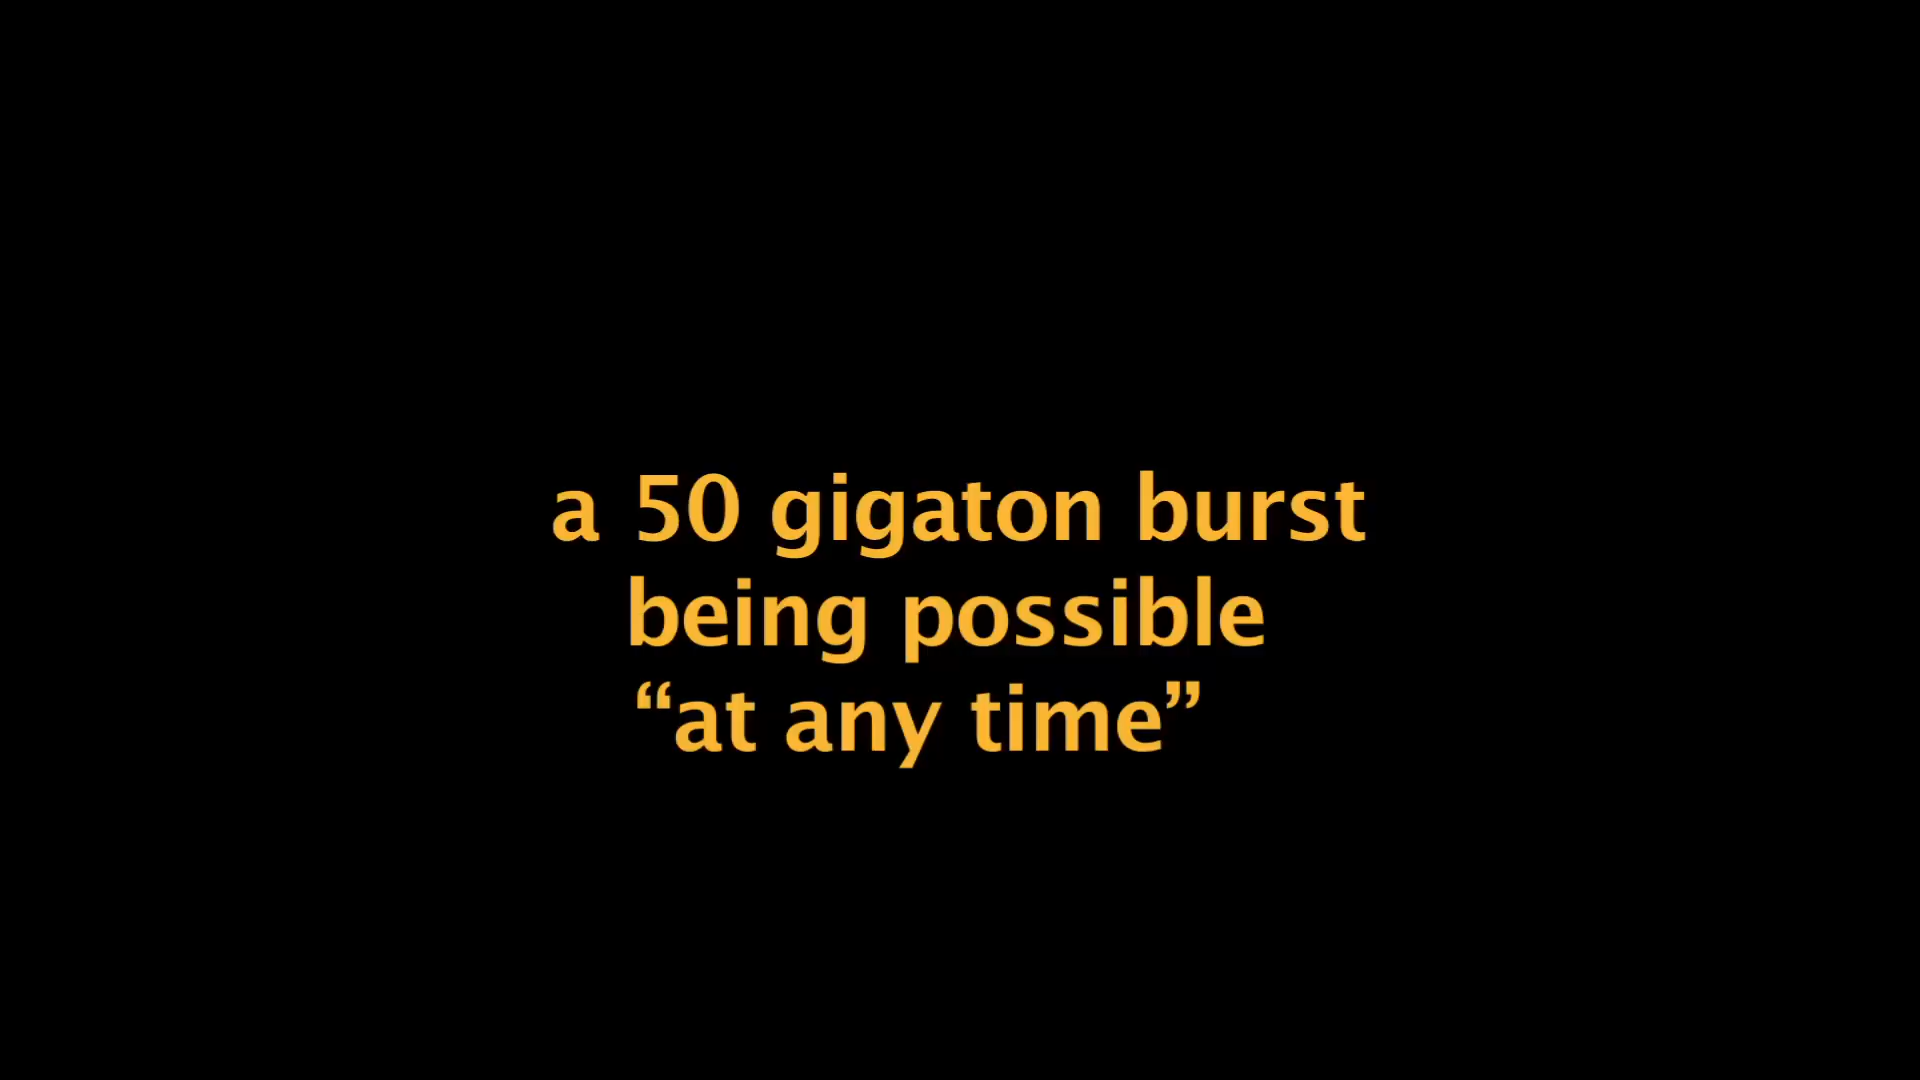 a 50 gigaton burst
being possible
“at any time”